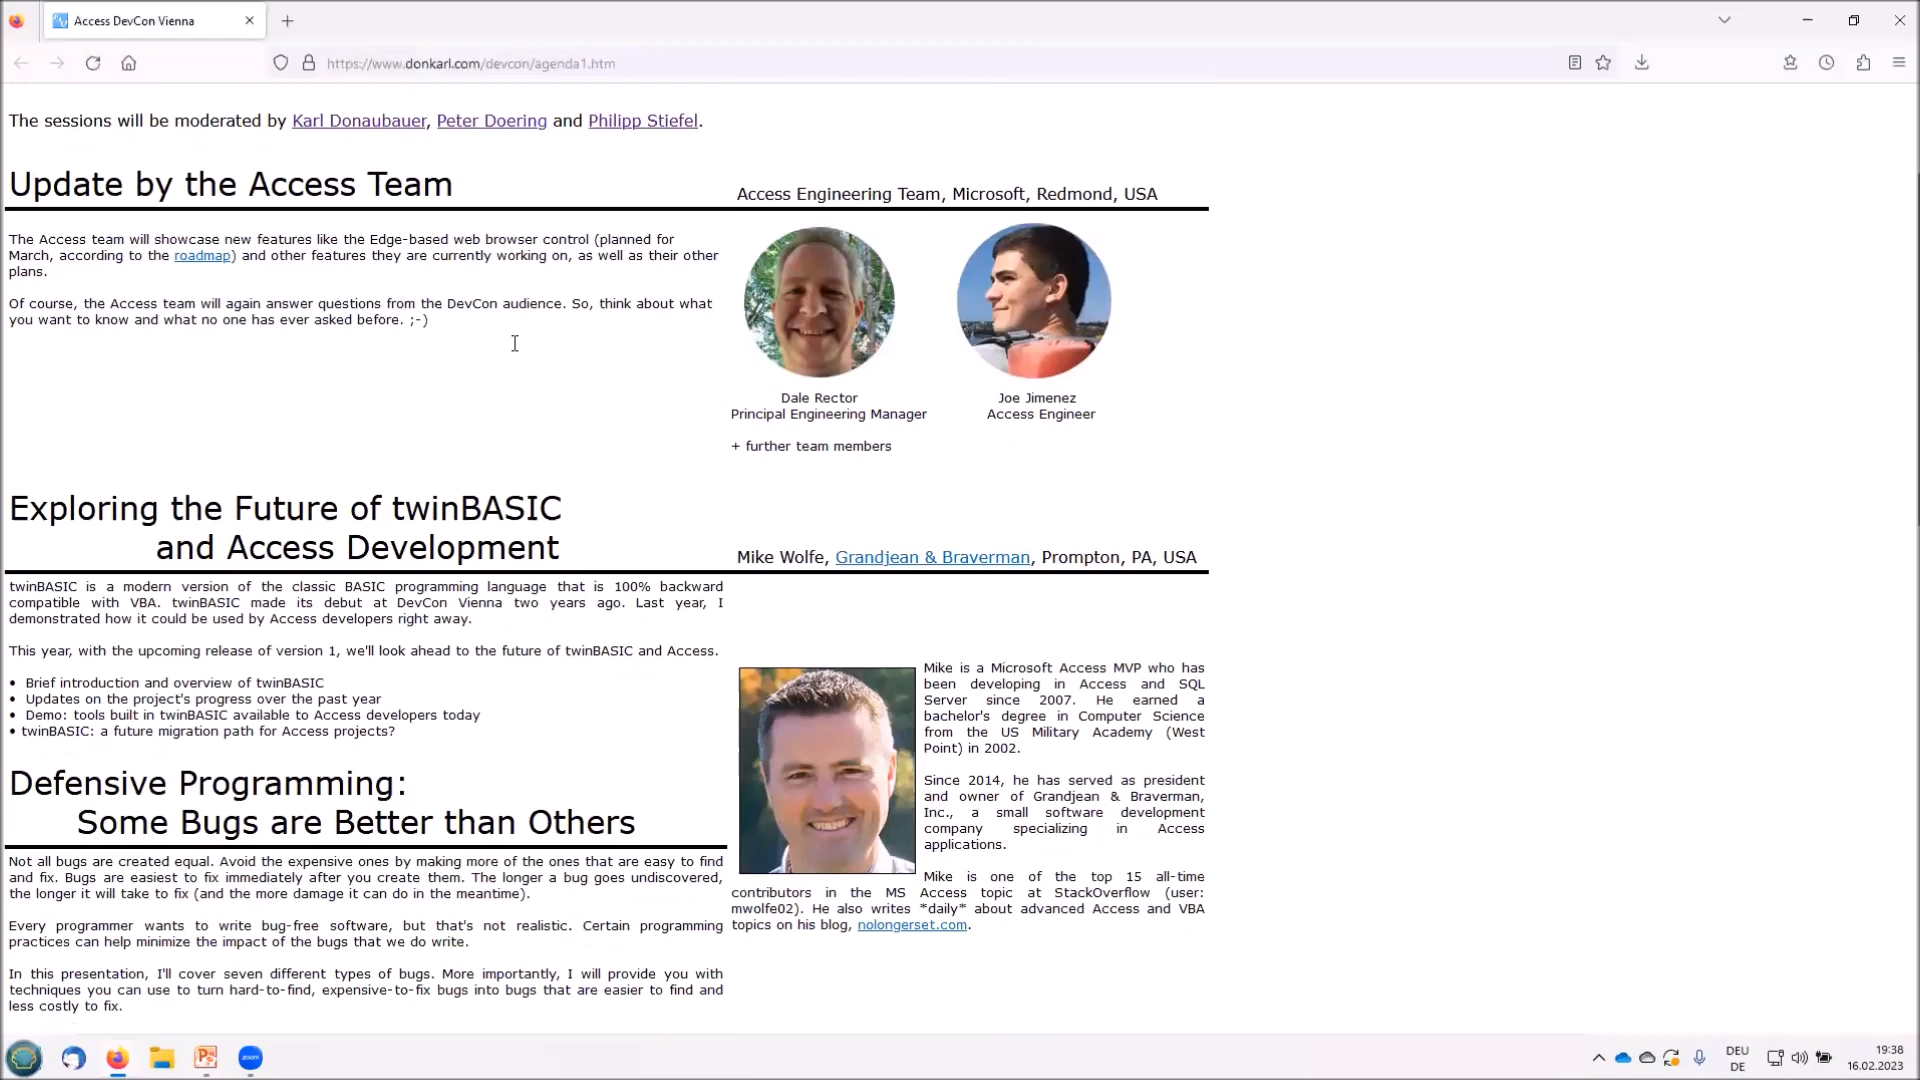 Access DevCon Vienna
https://www.donkarl.com/devcon/agenda1.htm
The sessions will be moderated by Karl Donaubauer, Peter Doering and Philipp Stiefel.
Update by the Access Team
Access Engineering Team, Microsoft, Redmond, USA
The Access team will showcase new features like the Edge-based web browser control (planned for
March, according to the roadmap) and other features they are currently working on, as well as their other
plans.
Of course, the Access team will again answer questions from the DevCon audience. So, think about what
you want to know and what no one has ever asked before. ;-)
Dale Rector
Principal Engineering Manager
Joe Jimenez
Access Engineer
+ further team members
Exploring the Future of twinBASIC
and Access Development
Mike Wolfe, Grandjean & Braverman, Prompton, PA, USA
twinBASIC is a modern version of the classic BASIC programming language that is 100% backward
compatible with VBA. twinBASIC made its debut at DevCon Vienna two years ago. Last year, I
demonstrated how it could be used by Access developers right away.
This year, with the upcoming release of version 1, we'll look ahead to the future of twinBASIC and Access.
• Brief introduction and overview of twinBASIC
• Updates on the project's progress over the past year
• Demo: tools built in twinBASIC available to Access developers today
• twinBASIC: a future migration path for Access projects?
Mike is a Microsoft Access MVP who has
been developing in Access and SQL
Server since 2007. He earned a
bachelor's degree in Computer Science
from the US Military Academy (West
Point) in 2002.
Since 2014, he has served as president
and owner of Grandjean & Braverman,
Inc., a small software development
company specializing in Access
applications.
Mike is one of the top 15 all-time
contributors in the MS Access topic at StackOverflow (user:
mwolfe02). He also writes *daily* about advanced Access and VBA
topics on his blog, nolongerset.com.
Defensive Programming:
Some Bugs are Better than Others
Not all bugs are created equal. Avoid the expensive ones by making more of the ones that are easy to find
and fix. Bugs are easiest to fix immediately after you create them. The longer a bug goes undiscovered,
the longer it will take to fix (and the more damage it can do in the meantime).
Every programmer wants to write bug-free software, but that's not realistic. Certain programming
practices can help minimize the impact of the bugs that we do write.
In this presentation, I'll cover seven different types of bugs. More importantly, I will provide you with
techniques you can use to turn hard-to-find, expensive-to-fix bugs into bugs that are easier to find and
less costly to fix.
zoom
DEU
DE
19:38
16.02.2023